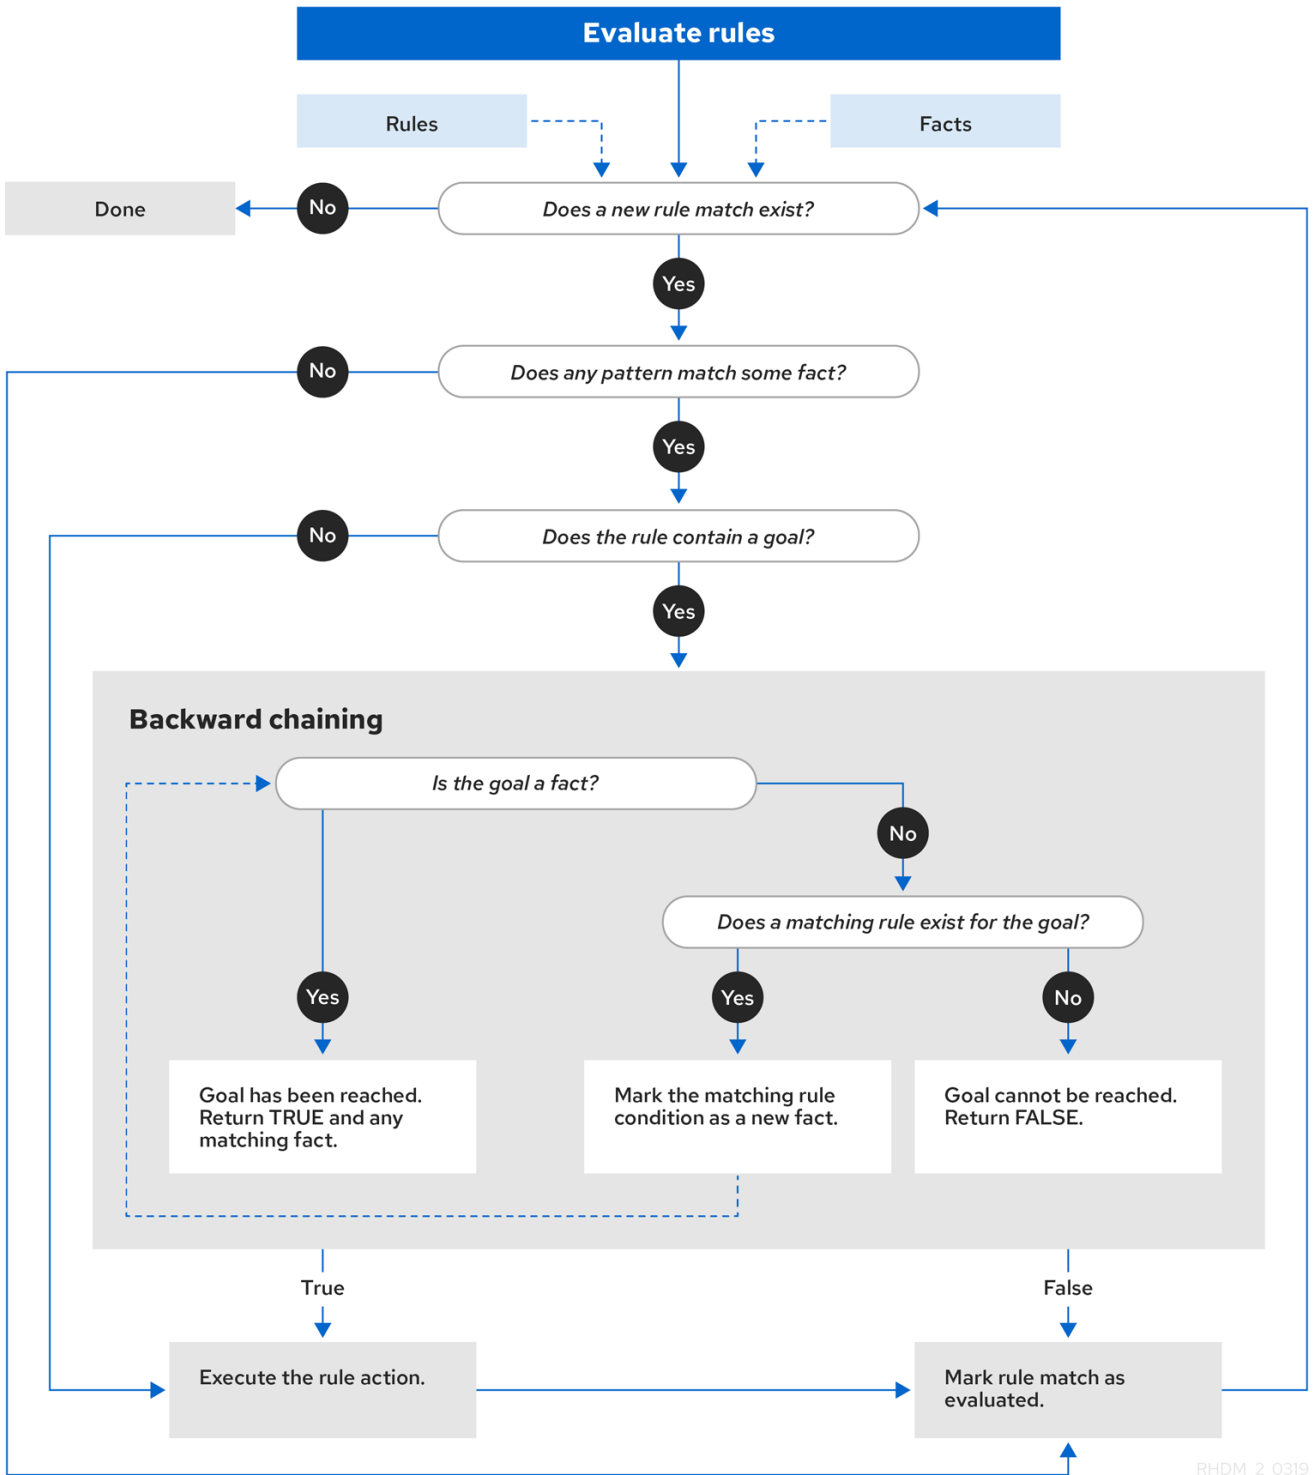 Evaluate rules
Rules
Facts
Done
No
Does a new rule match exist?
Yes
No
Does any pattern match some fact?
Yes
No
Does the rule contain a goal?
Yes
Backward chaining
Is the goal a fact?
No
Does a matching rule exist for the goal?
Yes
Yes
No
Goal has been reached.
Return TRUE and any
matching fact.
Mark the matching rule
condition as a new fact.
Goal cannot be reached.
Return FALSE.
True
False
Execute the rule action.
Mark rule match as
evaluated.
RHDM_2_0319